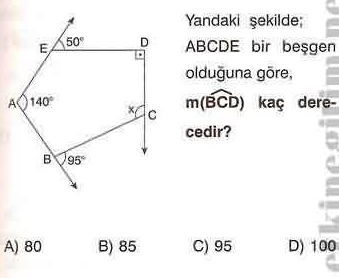 Yandaki şekilde;
ABCDE bir beşgen
olduğuna göre,
m(BCD) kaç dere-
cedir?
E 50° D
A 140°
x C
B 95°
A) 80 B) 85 C) 95 D) 100